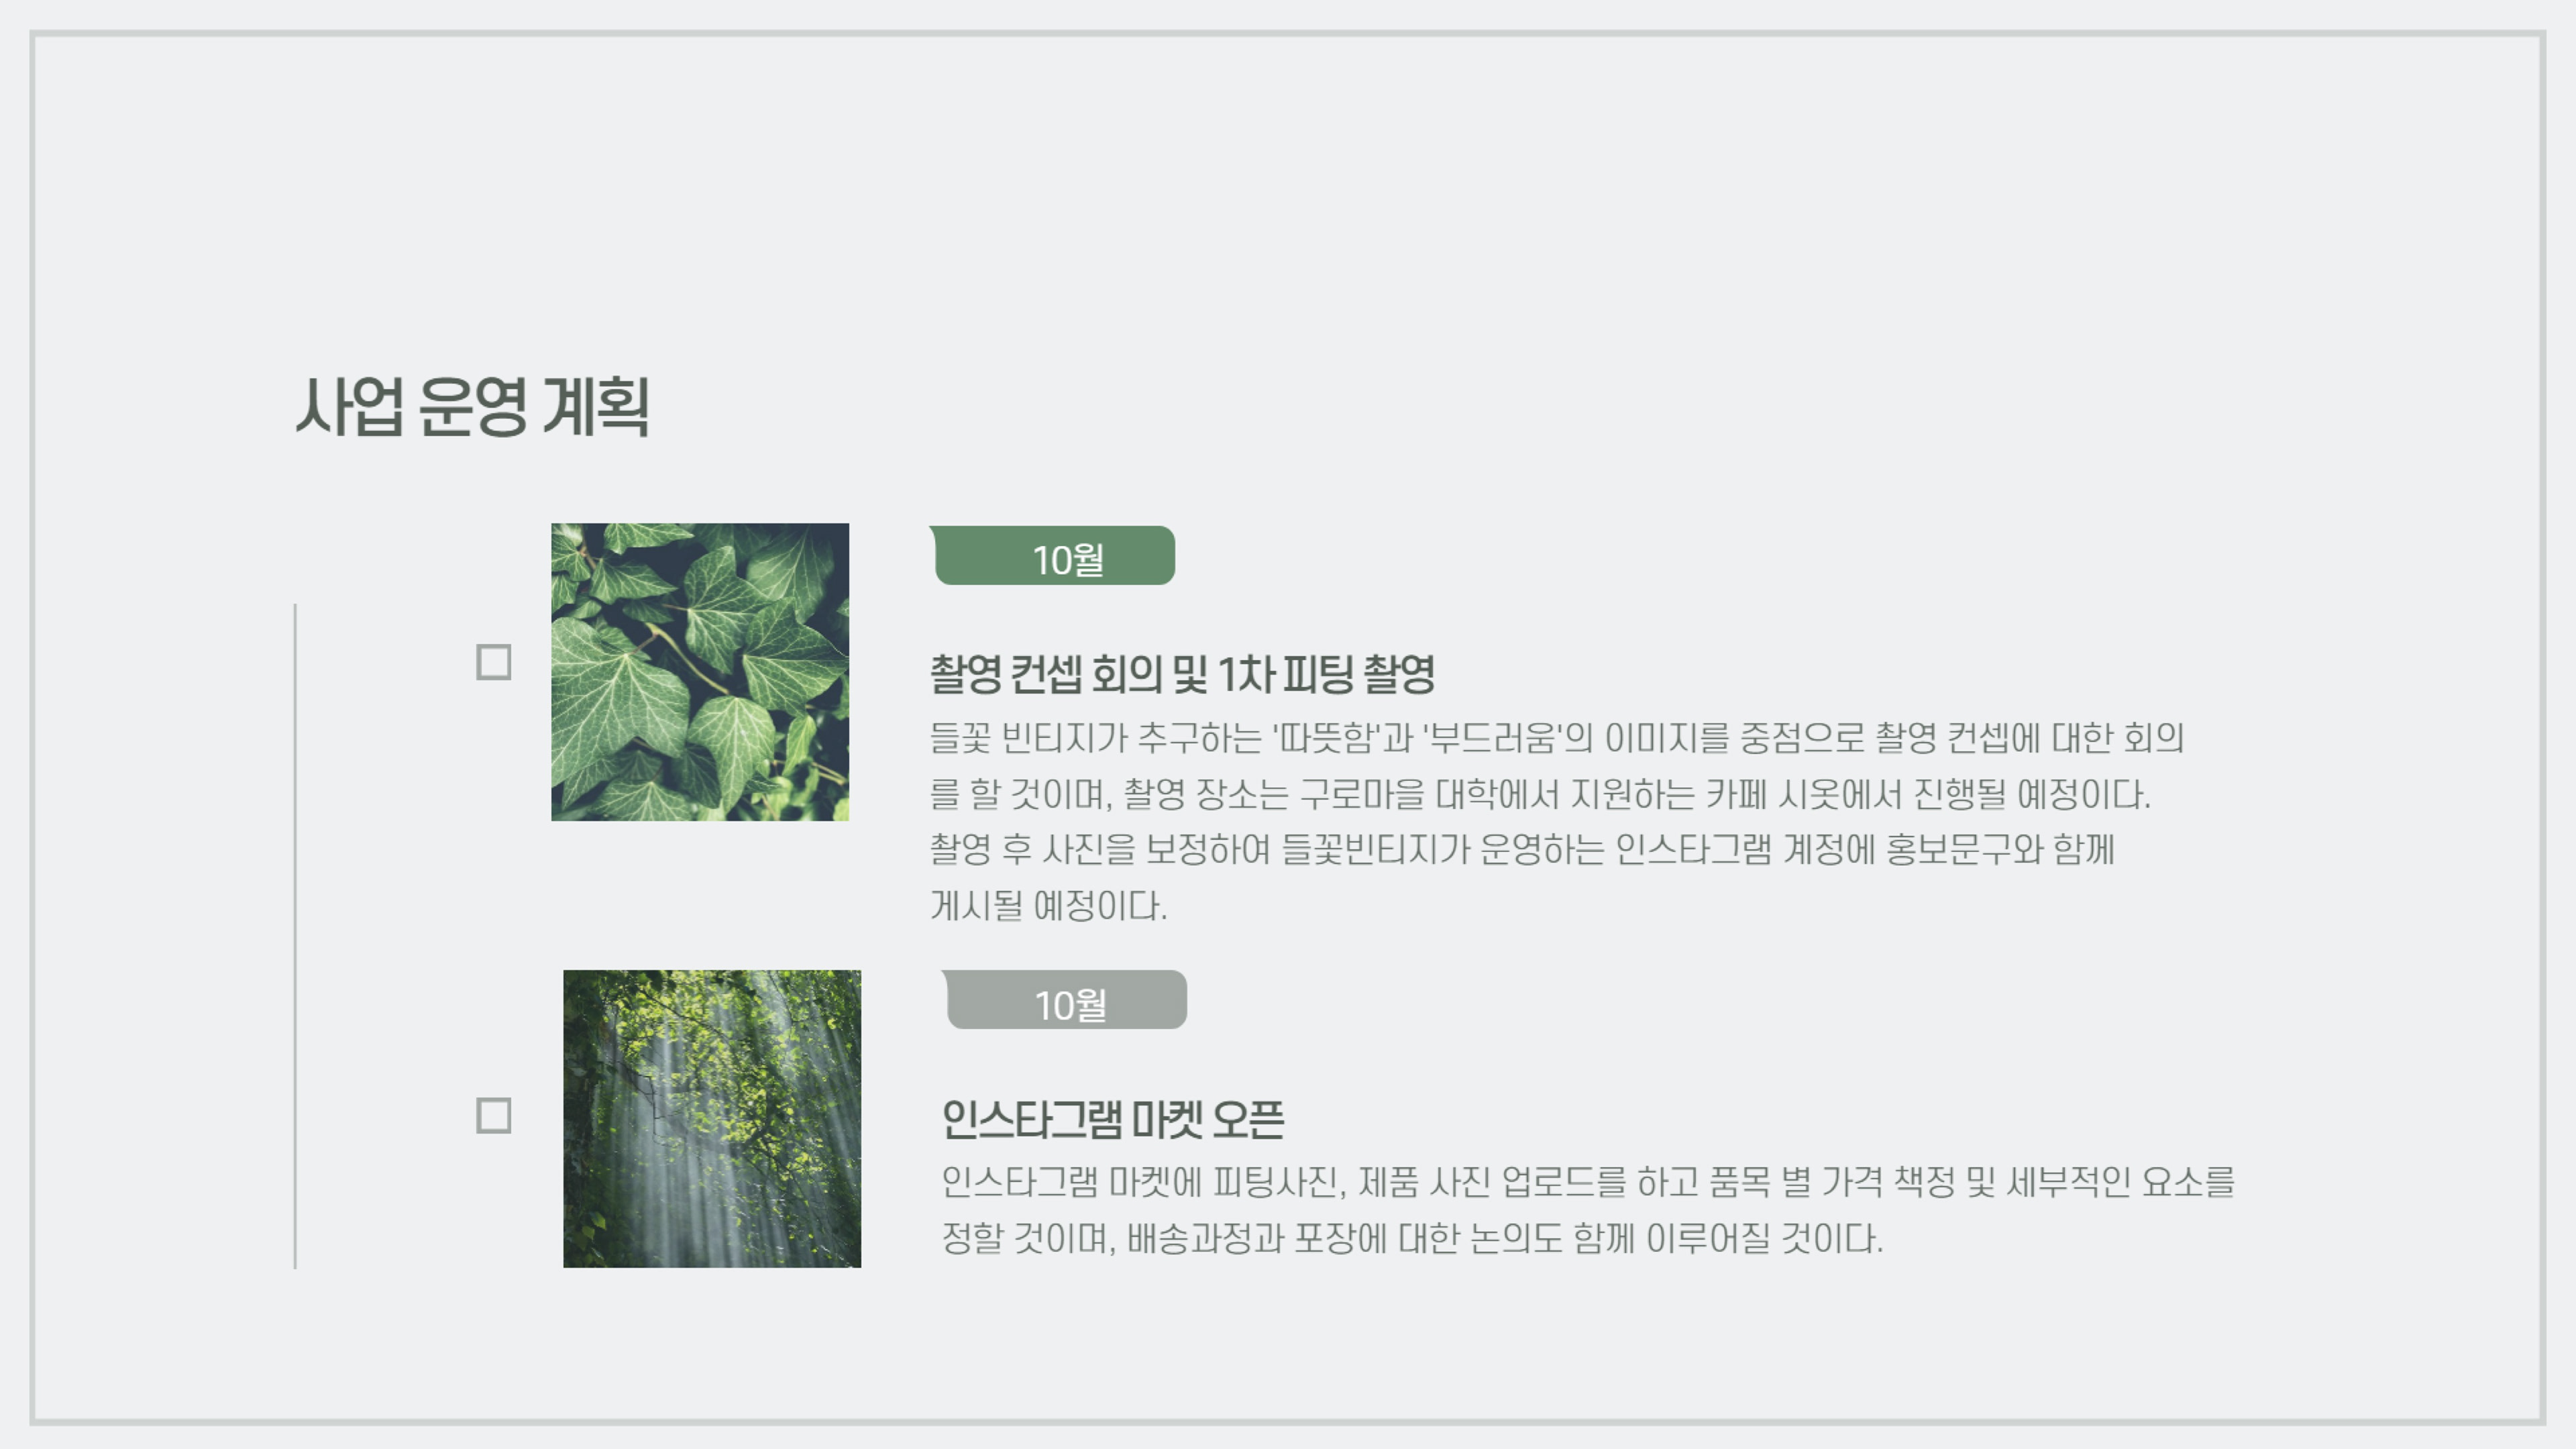 사업 운영 계획
10월
촬영 컨셉 회의 및 1차 피팅 촬영
들꽃 빈티지가 추구하는 '따뜻함'과 '부드러움'의 이미지를 중점으로 촬영 컨셉에 대한 회의
를 할 것이며, 촬영 장소는 구로마을 대학에서 지원하는 카페 시옷에서 진행될 예정이다.
촬영 후 사진을 보정하여 들꽃빈티지가 운영하는 인스타그램 계정에 홍보문구와 함께
게시될 예정이다.
10월
인스타그램 마켓 오픈
인스타그램 마켓에 피팅사진, 제품 사진 업로드를 하고 품목 별 가격 책정 및 세부적인 요소를
정할 것이며, 배송과정과 포장에 대한 논의도 함께 이루어질 것이다.